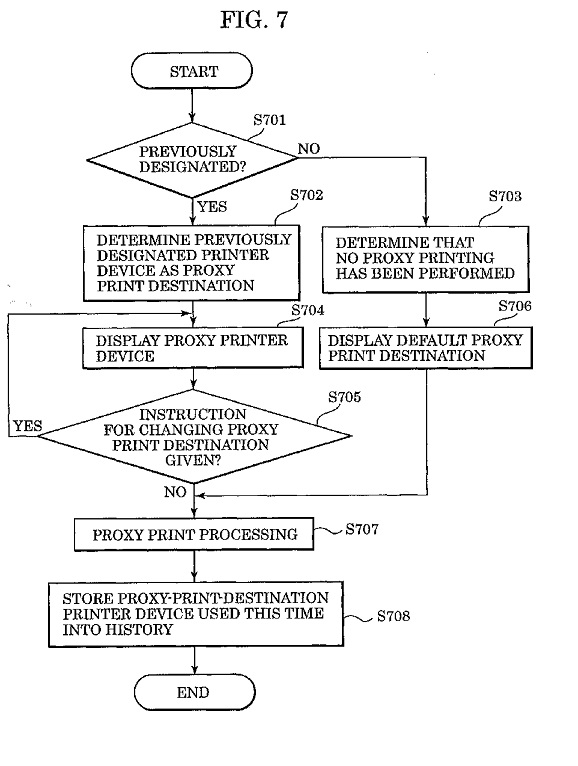 FIG. 7
START
S701
PREVIOUSLY
DESIGNATED?
NO
YES
S702
DETERMINE PREVIOUSLY
DESIGNATED PRINTER
DEVICE AS PROXY
PRINT DESTINATION
S703
DETERMINE THAT
NO PROXY PRINTING
HAS BEEN PERFORMED
S704
DISPLAY PROXY PRINTER
DEVICE
S706
DISPLAY DEFAULT PROXY
PRINT DESTINATION
S705
INSTRUCTION
FOR CHANGING PROXY
PRINT DESTINATION
GIVEN?
YES
NO
PROXY PRINT PROCESSING
S707
STORE PROXY-PRINT-DESTINATION
PRINTER DEVICE USED THIS TIME
INTO HISTORY
S708
END